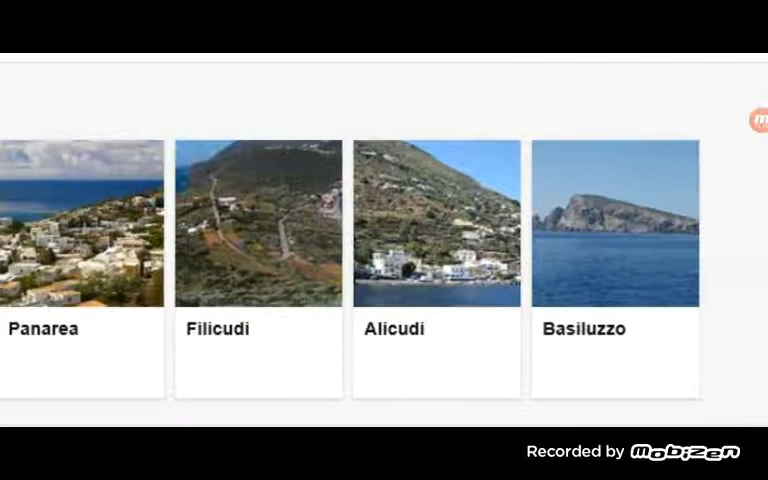 Panarea
Filicudi
Alicudi
Basiluzzo
Recorded by mobizen